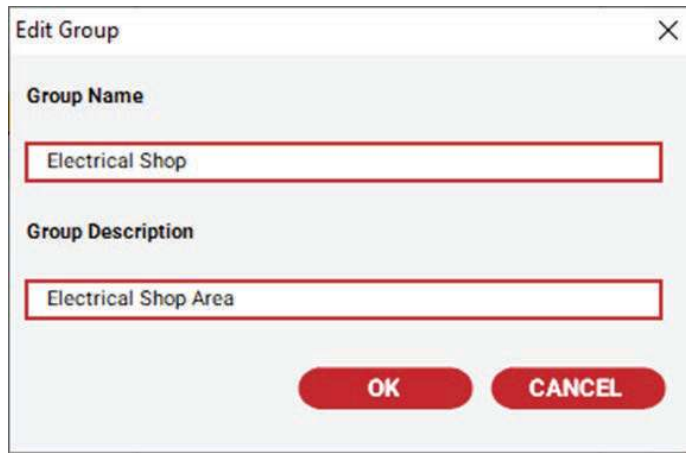 Edit Group
Group Name
Electrical Shop
Group Description
Electrical Shop Area
OK CANCEL